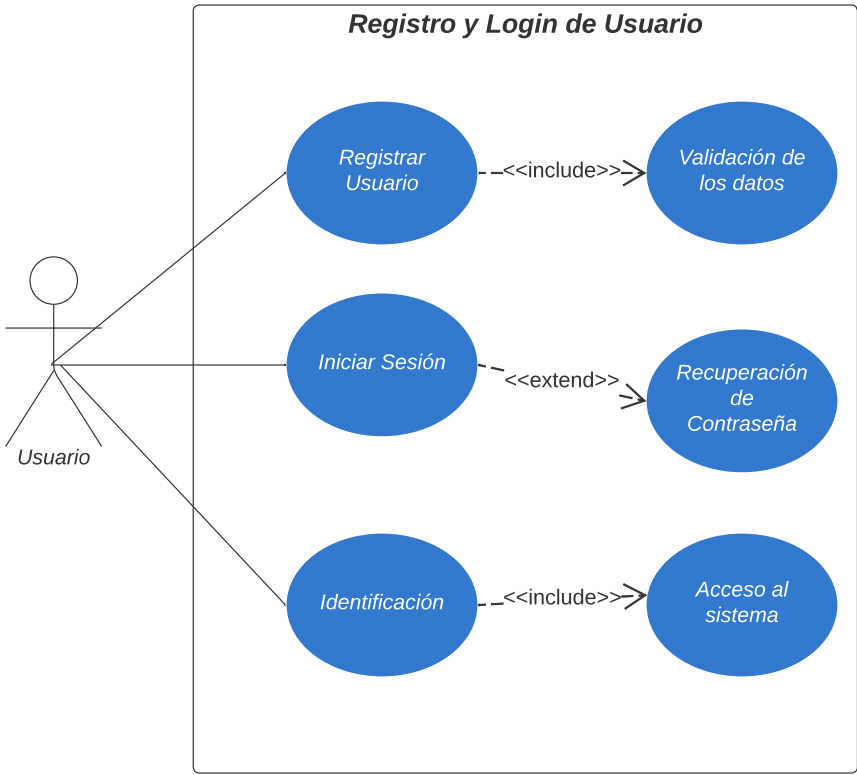 Registro y Login de Usuario
Registrar
Usuario
<<include>>
Validación de
los datos
Iniciar Sesión
<<extend>>
Recuperación
de
Contraseña
Usuario
Identificación
<<include>>
Acceso al
sistema